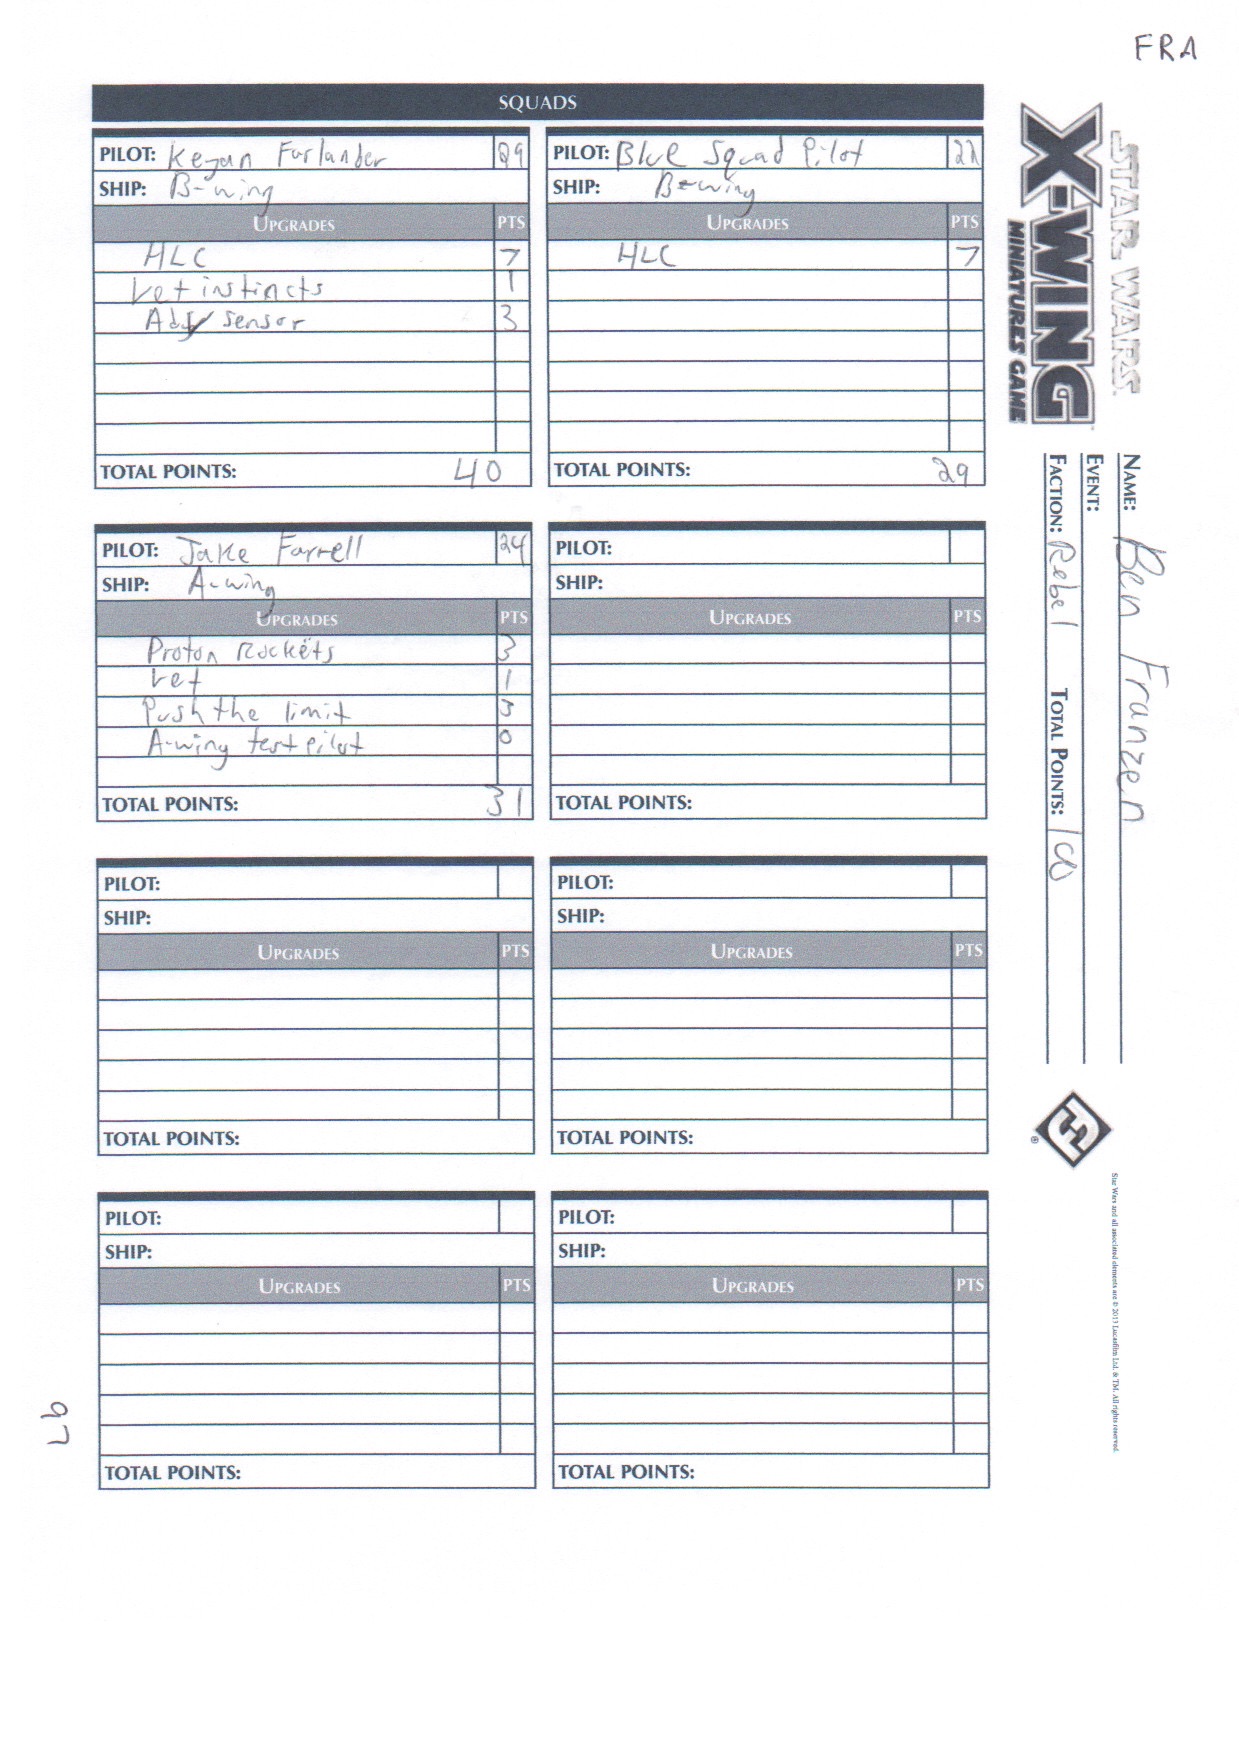 FRA
SQUADS
PILOT: Keyan Farlander 29
SHIP: B-wing
UPGRADES PTS
HLC 7
Vet instincts 1
Adv sensor 3
TOTAL POINTS: 40
PILOT: Blue Squad Pilot 22
SHIP: B-wing
UPGRADES PTS
HLC 7
TOTAL POINTS: 29
PILOT: Jake Farrell 24
SHIP: A-wing
UPGRADES PTS
Proton Rockets 3
Vet 1
Push the limit 3
A-wing test pilot 0
TOTAL POINTS: 31
PILOT:
SHIP:
UPGRADES PTS
TOTAL POINTS:
PILOT:
SHIP:
UPGRADES PTS
TOTAL POINTS:
PILOT:
SHIP:
UPGRADES PTS
TOTAL POINTS:
PILOT:
SHIP:
UPGRADES PTS
TOTAL POINTS:
PILOT:
SHIP:
UPGRADES PTS
TOTAL POINTS:
STAR WARS
X-WING
MINIATURES GAME
NAME: Ben Franzen
EVENT:
FACTION: Rebel TOTAL POINTS: 100
Star Wars and all associated elements are © 2013 Lucasfilm Ltd. & TM. All rights reserved.
97